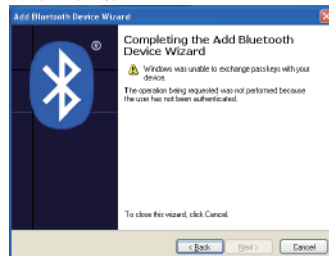 Add Bluetooth Device Wizard
Completing the Add Bluetooth
Device Wizard
Windows was unable to exchange passkeys with your
device.
The operation being requested was not performed because
the user has not been authenticated.
To close this wizard, click Cancel.
< Back
Next >
Cancel